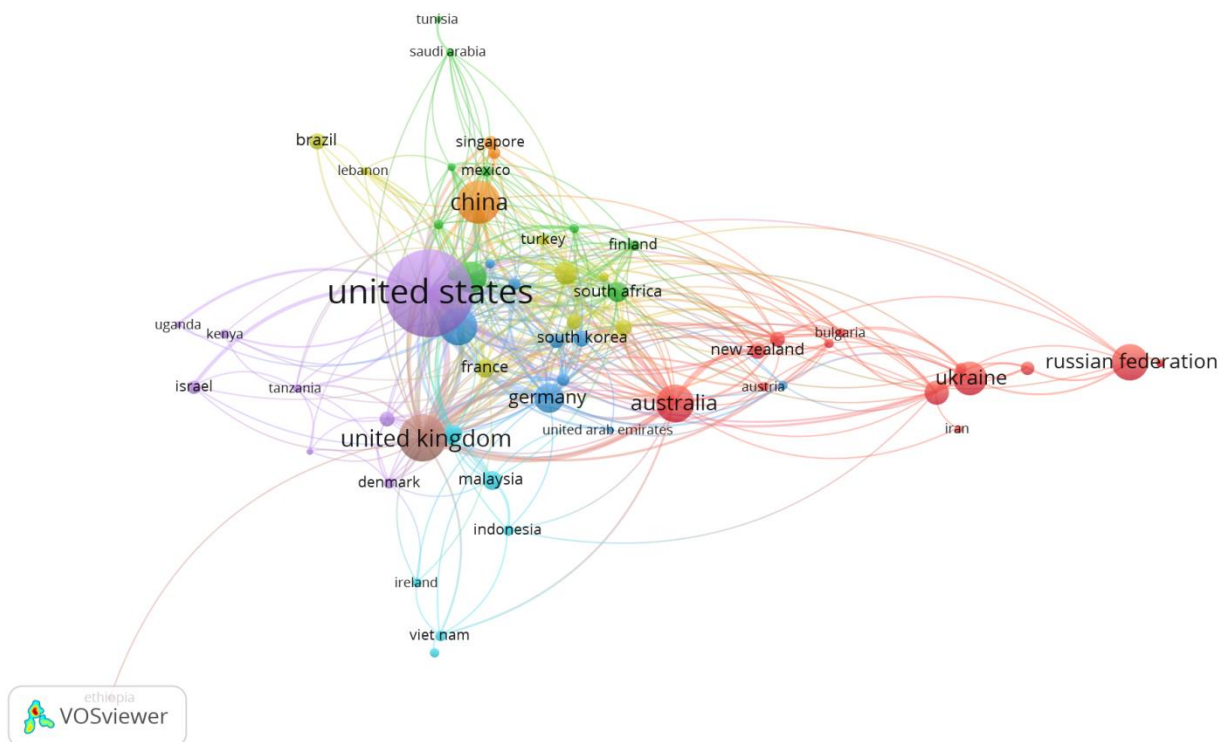 tunisia
saudi arabia
brazil
singapore
lebanon
mexico
china
turkey
finland
united states
south africa
uganda
kenya
south korea
bulgaria
new zealand
france
russian federation
ukraine
israel
tanzania
austria
germany
australia
united arab emirates
iran
united kingdom
denmark
malaysia
indonesia
ireland
viet nam
ethiopia
VOSviewer